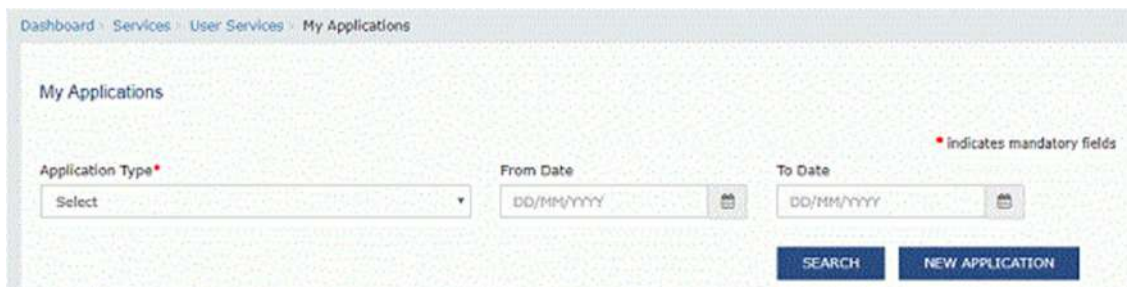 Dashboard › Services › User Services › My Applications
My Applications
• indicates mandatory fields
Application Type• From Date To Date
Select DD/MM/YYYY DD/MM/YYYY
SEARCH NEW APPLICATION